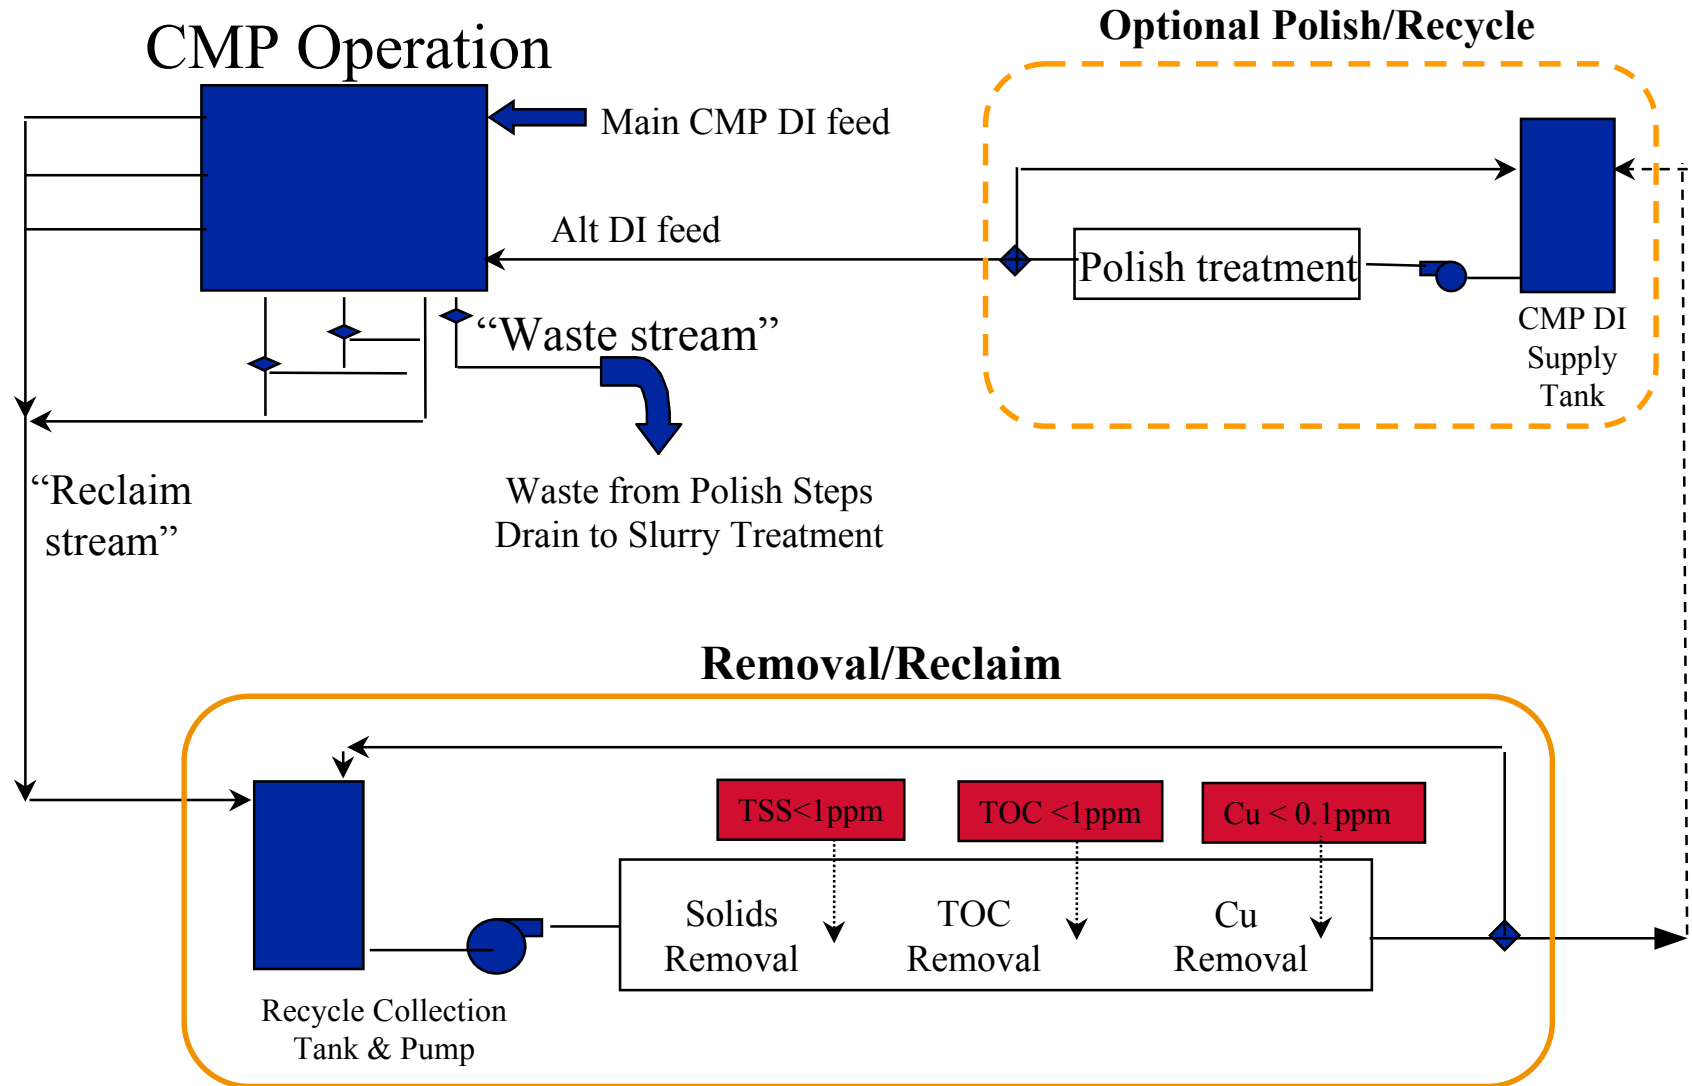 Optional Polish/Recycle
CMP Operation
Main CMP DI feed
Alt DI feed
Polish treatment
CMP DI
Supply
Tank
“Waste stream”
Waste from Polish Steps
Drain to Slurry Treatment
“Reclaim
stream”
Removal/Reclaim
TSS<1ppm
TOC <1ppm
Cu < 0.1ppm
Solids
Removal
TOC
Removal
Cu
Removal
Recycle Collection
Tank & Pump